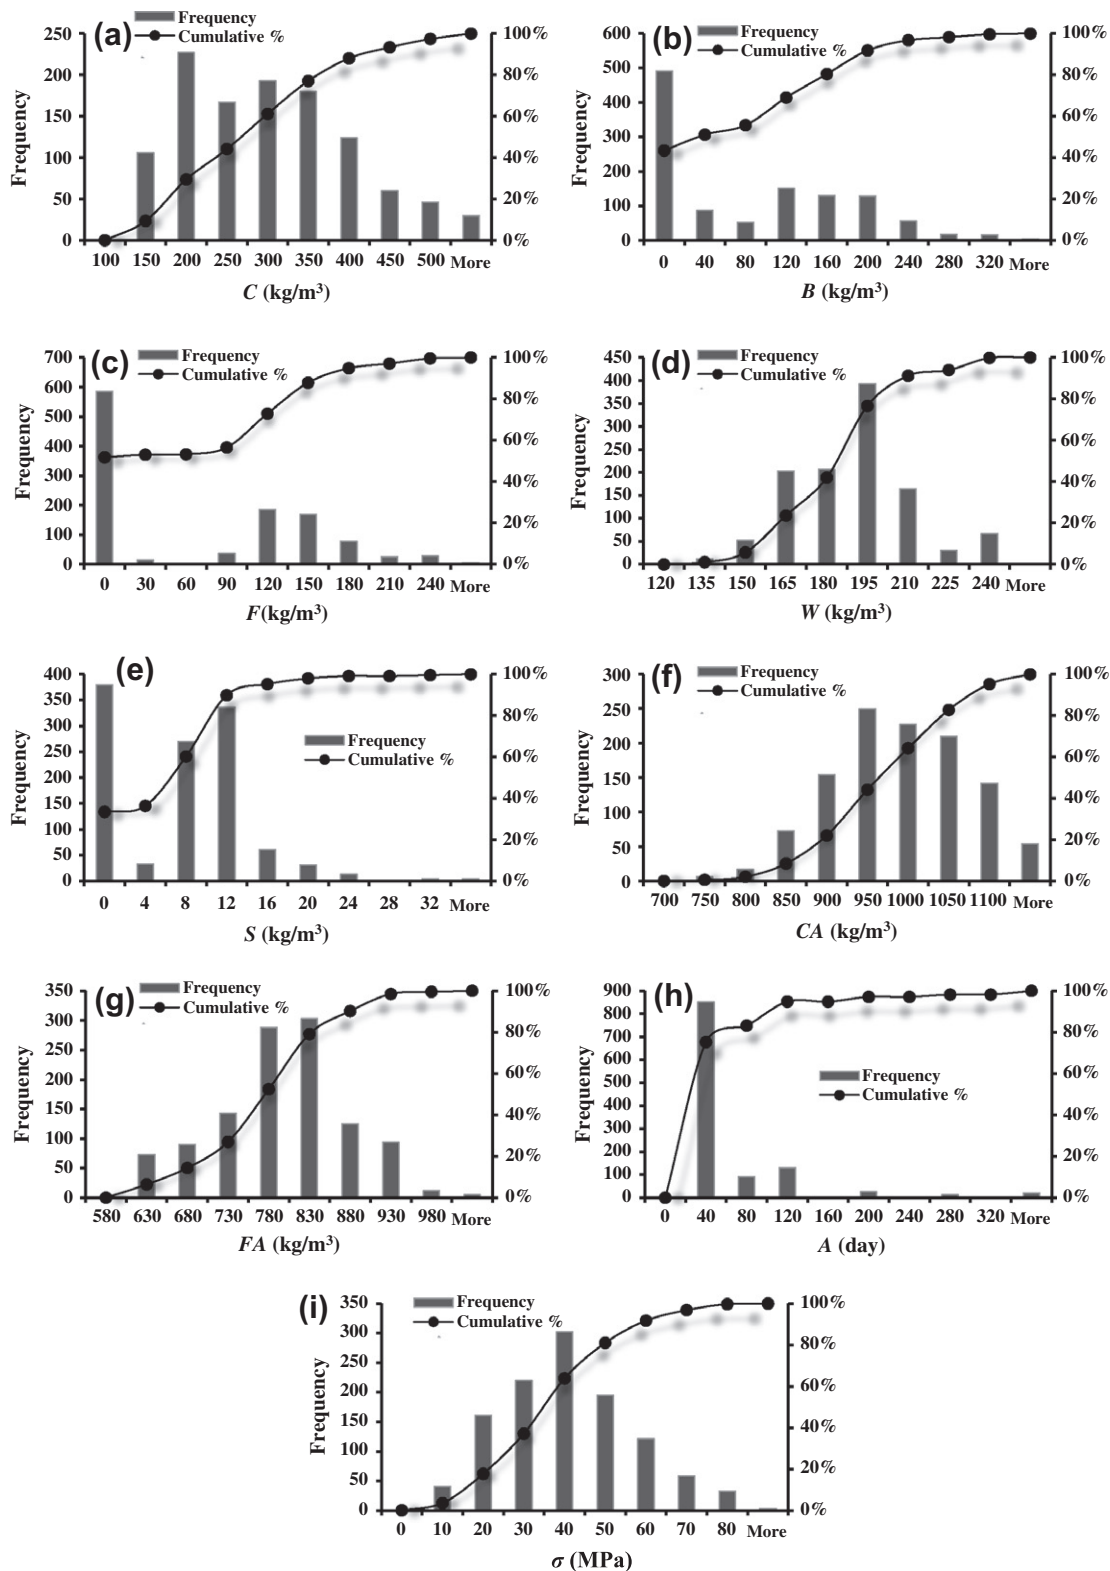 (a)
Frequency
Cumulative %
250
200
150
100
50
0
Frequency
100%
80%
60%
40%
20%
0%
100 150 200 250 300 350 400 450 500 More
C (kg/m³)
(b)
Frequency
Cumulative %
600
500
400
300
200
100
0
Frequency
100%
80%
60%
40%
20%
0%
0 40 80 120 160 200 240 280 320 More
B (kg/m³)
(c)
Frequency
Cumulative %
700
600
500
400
300
200
100
0
Frequency
100%
80%
60%
40%
20%
0%
0 30 60 90 120 150 180 210 240 More
F(kg/m³)
(d)
Frequency
Cumulative %
450
400
350
300
250
200
150
100
50
0
Frequency
100%
80%
60%
40%
20%
0%
120 135 150 165 180 195 210 225 240 More
W (kg/m³)
(e)
Frequency
Cumulative %
400
350
300
250
200
150
100
50
0
Frequency
100%
80%
60%
40%
20%
0%
0 4 8 12 16 20 24 28 32 More
S (kg/m³)
(f)
Frequency
Cumulative %
300
250
200
150
100
50
0
Frequency
100%
80%
60%
40%
20%
0%
700 750 800 850 900 950 1000 1050 1100 More
CA (kg/m³)
(g)
Frequency
Cumulative %
350
300
250
200
150
100
50
0
Frequency
100%
80%
60%
40%
20%
0%
580 630 680 730 780 830 880 930 980 More
FA (kg/m³)
(h)
Frequency
Cumulative %
900
800
700
600
500
400
300
200
100
0
Frequency
100%
80%
60%
40%
20%
0%
0 40 80 120 160 200 240 280 320 More
A (day)
(i)
Frequency
Cumulative %
350
300
250
200
150
100
50
0
Frequency
100%
80%
60%
40%
20%
0%
0 10 20 30 40 50 60 70 80 More
σ (MPa)